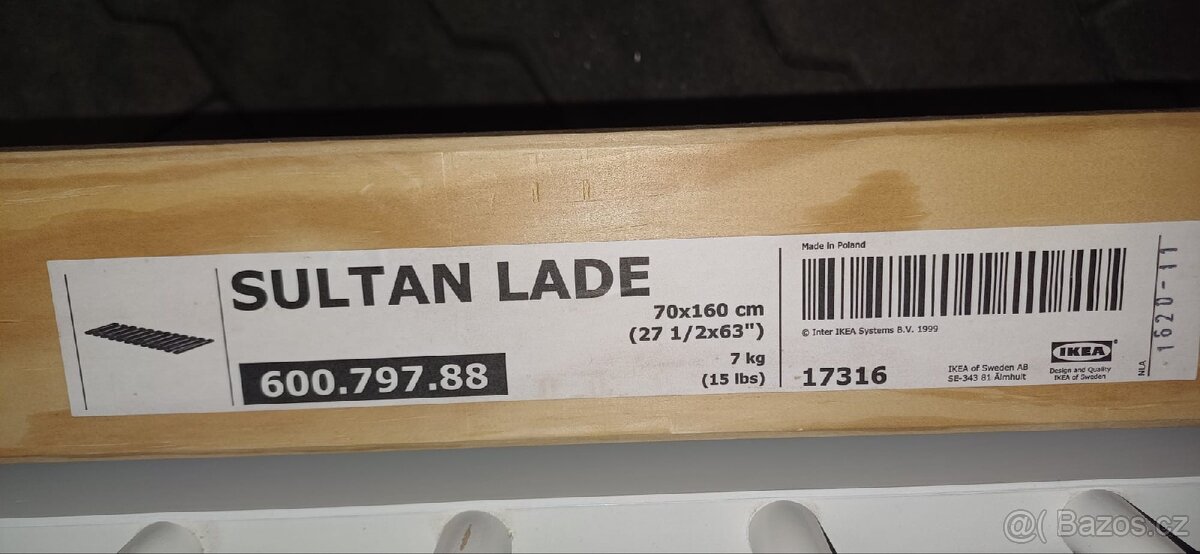 SULTAN LADE
70x160 cm
(27 1/2x63")
600.797.88
7 kg
(15 lbs)
Made in Poland
© Inter IKEA Systems B.V. 1999
17316
IKEA of Sweden AB
SE-343 81 Älmhult
IKEA
Design and Quality
IKEA of Sweden
NLA
1620-11
@( Bazos.cz